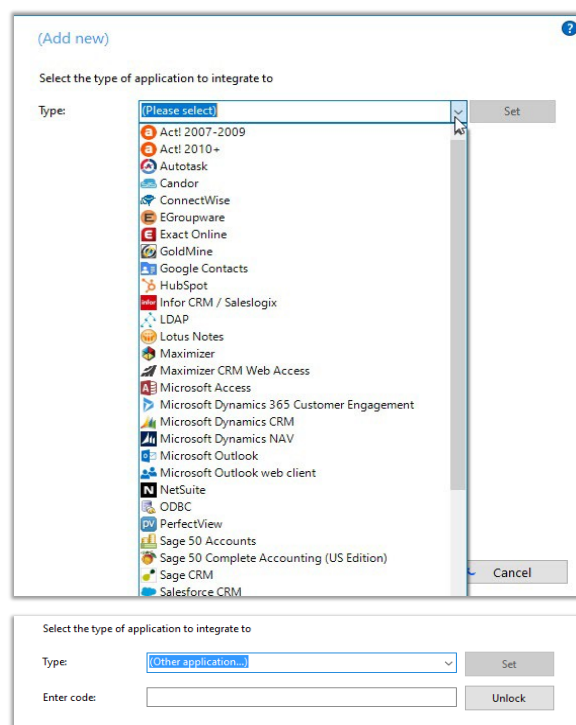 (Add new)
?
Select the type of application to integrate to
Type:
(Please select)
Set
Act! 2007-2009
Act! 2010+
Autotask
Candor
ConnectWise
EGroupware
Exact Online
GoldMine
Google Contacts
HubSpot
infor Infor CRM / Saleslogix
LDAP
Lotus Notes
Maximizer
Maximizer CRM Web Access
Microsoft Access
Microsoft Dynamics 365 Customer Engagement
Microsoft Dynamics CRM
Microsoft Dynamics NAV
Microsoft Outlook
Microsoft Outlook web client
N NetSuite
ODBC
pv PerfectView
Sage 50 Accounts
Sage 50 Complete Accounting (US Edition)
Sage CRM
Cancel
Salesforce CRM
Select the type of application to integrate to
Type:
(Other application...)
Set
Enter code:
Unlock